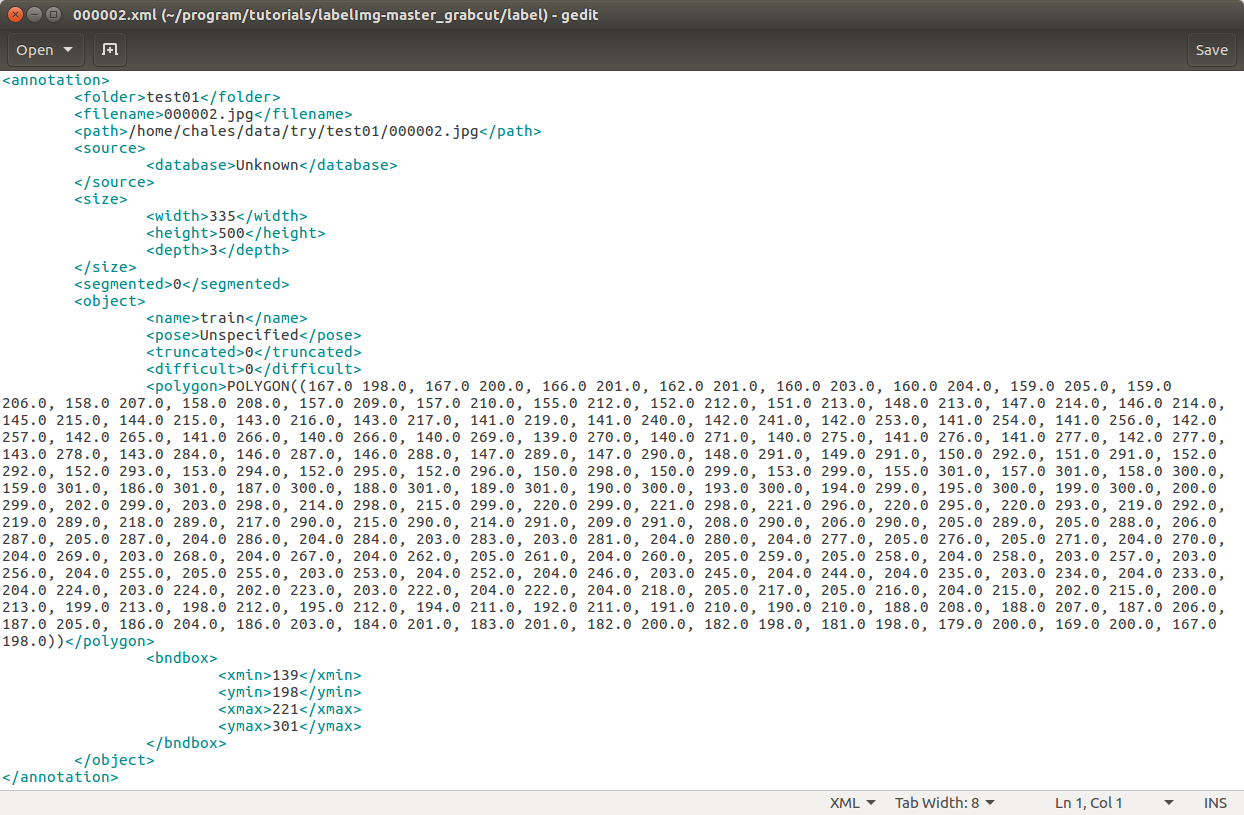 000002.xml (~/program/tutorials/labelImg-master_grabcut/label) - gedit
Open
Save
<annotation>
<folder>test01</folder>
<filename>000002.jpg</filename>
<path>/home/chales/data/try/test01/000002.jpg</path>
<source>
<database>Unknown</database>
</source>
<size>
<width>335</width>
<height>500</height>
<depth>3</depth>
</size>
<segmented>0</segmented>
<object>
<name>train</name>
<pose>Unspecified</pose>
<truncated>0</truncated>
<difficult>0</difficult>
<polygon>POLYGON((167.0 198.0, 167.0 200.0, 166.0 201.0, 162.0 201.0, 160.0 203.0, 160.0 204.0, 159.0 205.0, 159.0
206.0, 158.0 207.0, 158.0 208.0, 157.0 209.0, 157.0 210.0, 155.0 212.0, 152.0 212.0, 151.0 213.0, 148.0 213.0, 147.0 214.0, 146.0 214.0,
145.0 215.0, 144.0 215.0, 143.0 216.0, 143.0 217.0, 141.0 219.0, 141.0 240.0, 142.0 241.0, 142.0 253.0, 141.0 254.0, 141.0 256.0, 142.0
257.0, 142.0 265.0, 141.0 266.0, 140.0 266.0, 140.0 269.0, 139.0 270.0, 140.0 271.0, 140.0 275.0, 141.0 276.0, 141.0 277.0, 142.0 277.0,
143.0 278.0, 143.0 284.0, 146.0 287.0, 146.0 288.0, 147.0 289.0, 147.0 290.0, 148.0 291.0, 149.0 291.0, 150.0 292.0, 151.0 291.0, 152.0
292.0, 152.0 293.0, 153.0 294.0, 152.0 295.0, 152.0 296.0, 150.0 298.0, 150.0 299.0, 153.0 299.0, 155.0 301.0, 157.0 301.0, 158.0 300.0,
159.0 301.0, 186.0 301.0, 187.0 300.0, 188.0 301.0, 189.0 301.0, 190.0 300.0, 193.0 300.0, 194.0 299.0, 195.0 300.0, 199.0 300.0, 200.0
299.0, 202.0 299.0, 203.0 298.0, 214.0 298.0, 215.0 299.0, 220.0 299.0, 221.0 298.0, 221.0 296.0, 220.0 295.0, 220.0 293.0, 219.0 292.0,
219.0 289.0, 218.0 289.0, 217.0 290.0, 215.0 290.0, 214.0 291.0, 209.0 291.0, 208.0 290.0, 206.0 290.0, 205.0 289.0, 205.0 288.0, 206.0
287.0, 205.0 287.0, 204.0 286.0, 204.0 284.0, 203.0 283.0, 203.0 281.0, 204.0 280.0, 204.0 277.0, 205.0 276.0, 205.0 271.0, 204.0 270.0,
204.0 269.0, 203.0 268.0, 204.0 267.0, 204.0 262.0, 205.0 261.0, 204.0 260.0, 205.0 259.0, 205.0 258.0, 204.0 258.0, 203.0 257.0, 203.0
256.0, 204.0 255.0, 205.0 255.0, 203.0 253.0, 204.0 252.0, 204.0 246.0, 203.0 245.0, 204.0 244.0, 204.0 235.0, 203.0 234.0, 204.0 233.0,
204.0 224.0, 203.0 224.0, 202.0 223.0, 203.0 222.0, 204.0 222.0, 204.0 218.0, 205.0 217.0, 205.0 216.0, 204.0 215.0, 202.0 215.0, 200.0
213.0, 199.0 213.0, 198.0 212.0, 195.0 212.0, 194.0 211.0, 192.0 211.0, 191.0 210.0, 190.0 210.0, 188.0 208.0, 188.0 207.0, 187.0 206.0,
187.0 205.0, 186.0 204.0, 186.0 203.0, 184.0 201.0, 183.0 201.0, 182.0 200.0, 182.0 198.0, 181.0 198.0, 179.0 200.0, 169.0 200.0, 167.0
198.0))</polygon>
<bndbox>
<xmin>139</xmin>
<ymin>198</ymin>
<xmax>221</xmax>
<ymax>301</ymax>
</bndbox>
</object>
</annotation>
XML
Tab Width: 8
Ln 1, Col 1
INS